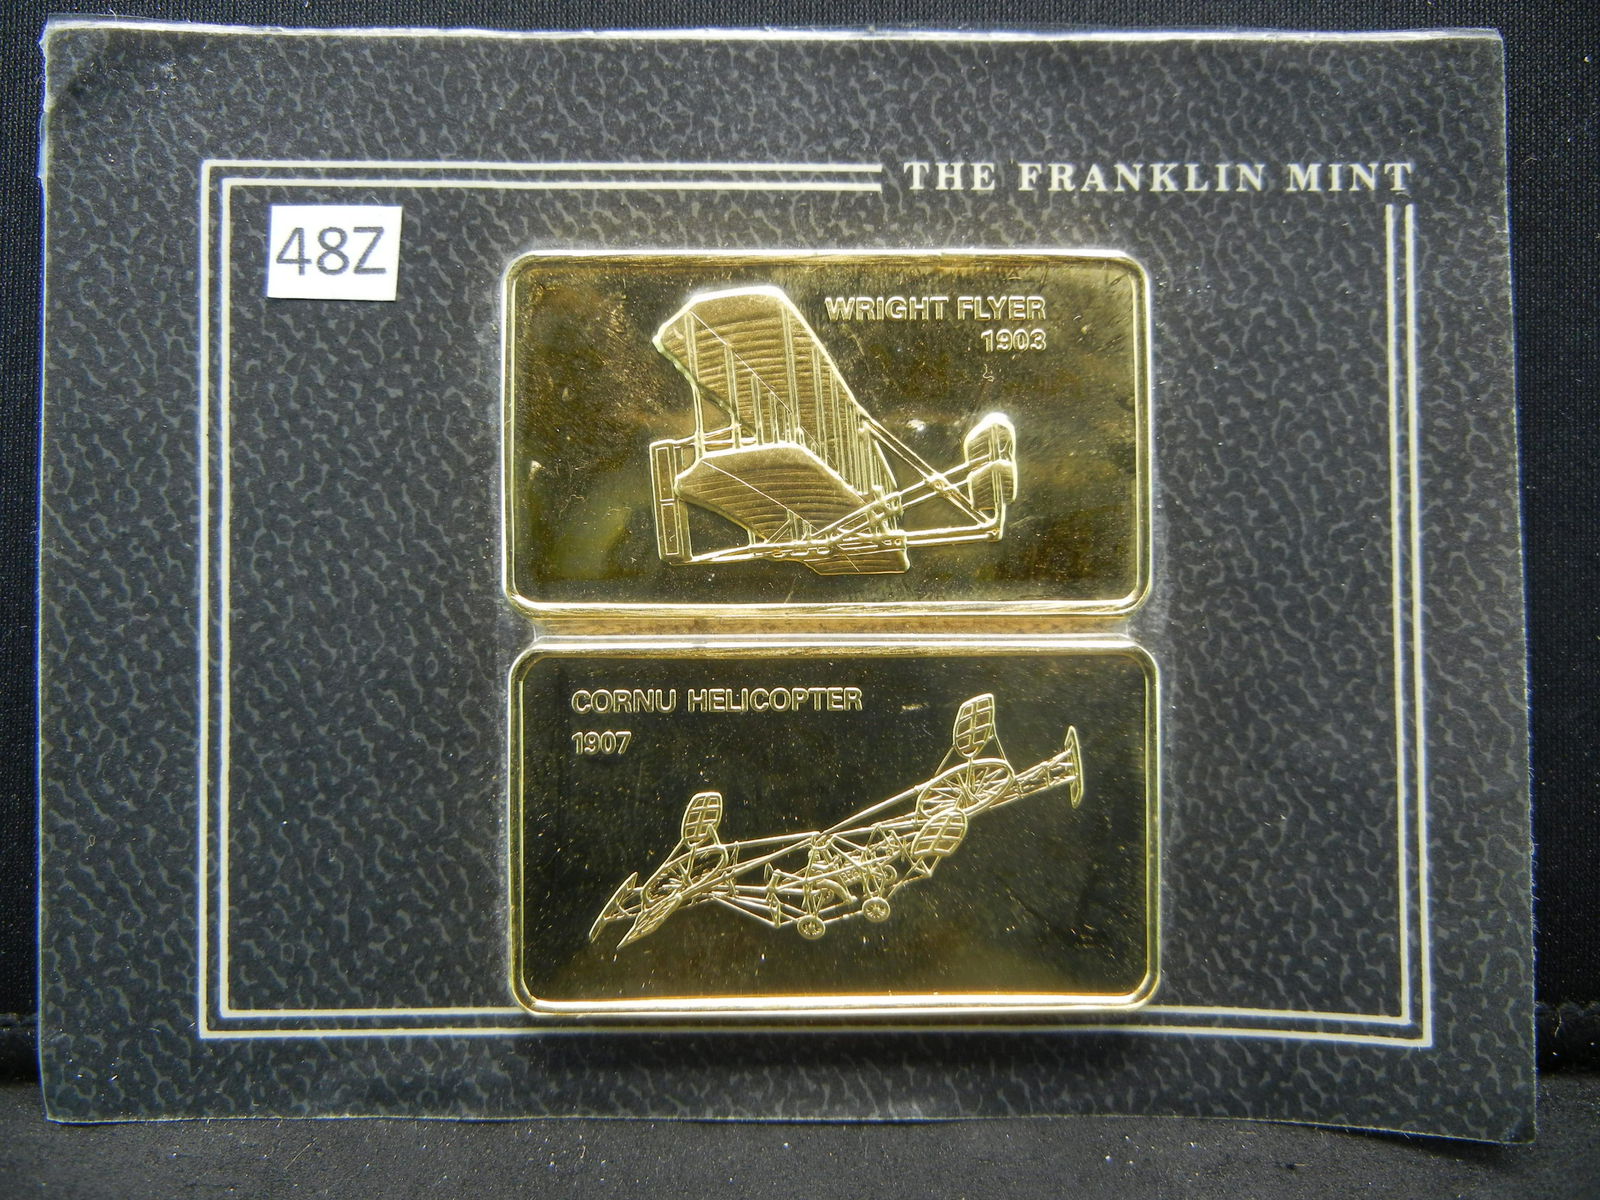 THE FRANKLIN MINT
48Z
WRIGHT FLYER
1903
CORNU HELICOPTER
1907